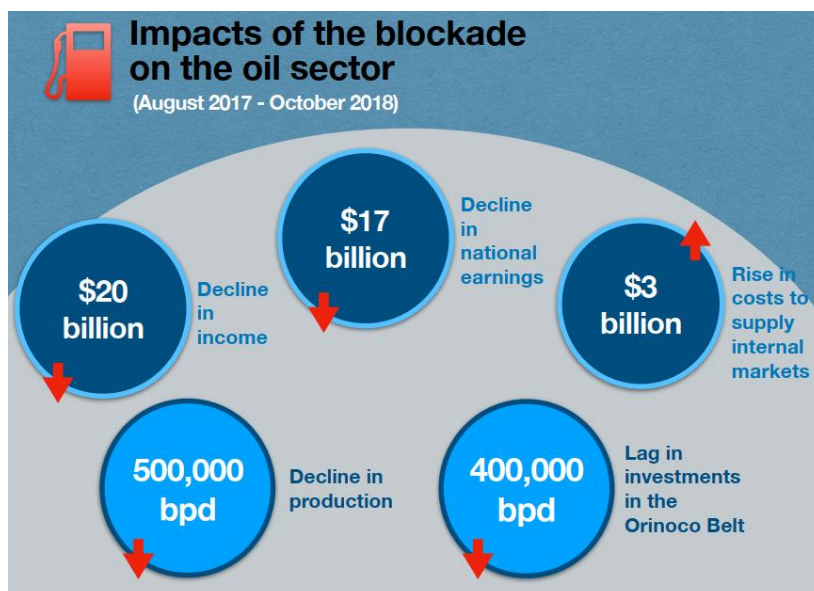 Impacts of the blockade
on the oil sector
(August 2017 - October 2018)
$20
billion
Decline
in
income
$17
billion
Decline
in
national
earnings
$3
billion
Rise in
costs to
supply
internal
markets
500,000
bpd
Decline in
production
400,000
bpd
Lag in
investments
in the
Orinoco Belt